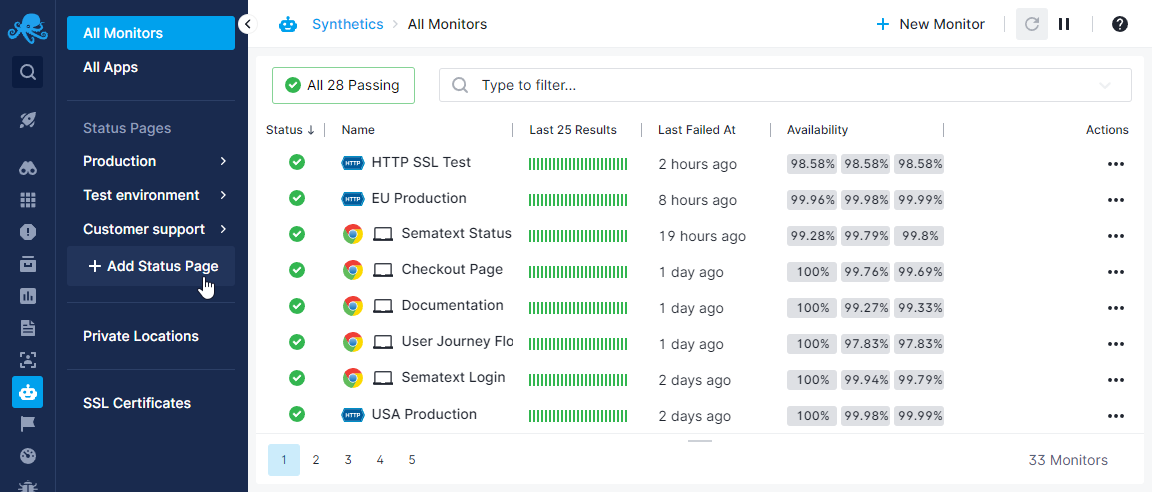 All Monitors
All Apps
Status Pages
Production
Test environment
Customer support
+ Add Status Page
Private Locations
SSL Certificates
Synthetics > All Monitors
+ New Monitor
All 28 Passing
Type to filter...
Status ↓ Name Last 25 Results Last Failed At Availability Actions
HTTP HTTP SSL Test 2 hours ago 98.58% 98.58% 98.58%
HTTP EU Production 8 hours ago 99.96% 99.98% 99.99%
Sematext Status 19 hours ago 99.28% 99.79% 99.8%
Checkout Page 1 day ago 100% 99.76% 99.69%
Documentation 1 day ago 100% 99.27% 99.33%
User Journey Flo 1 day ago 100% 97.83% 97.83%
Sematext Login 2 days ago 100% 99.94% 99.79%
HTTP USA Production 2 days ago 100% 99.98% 99.99%
1 2 3 4 5 33 Monitors